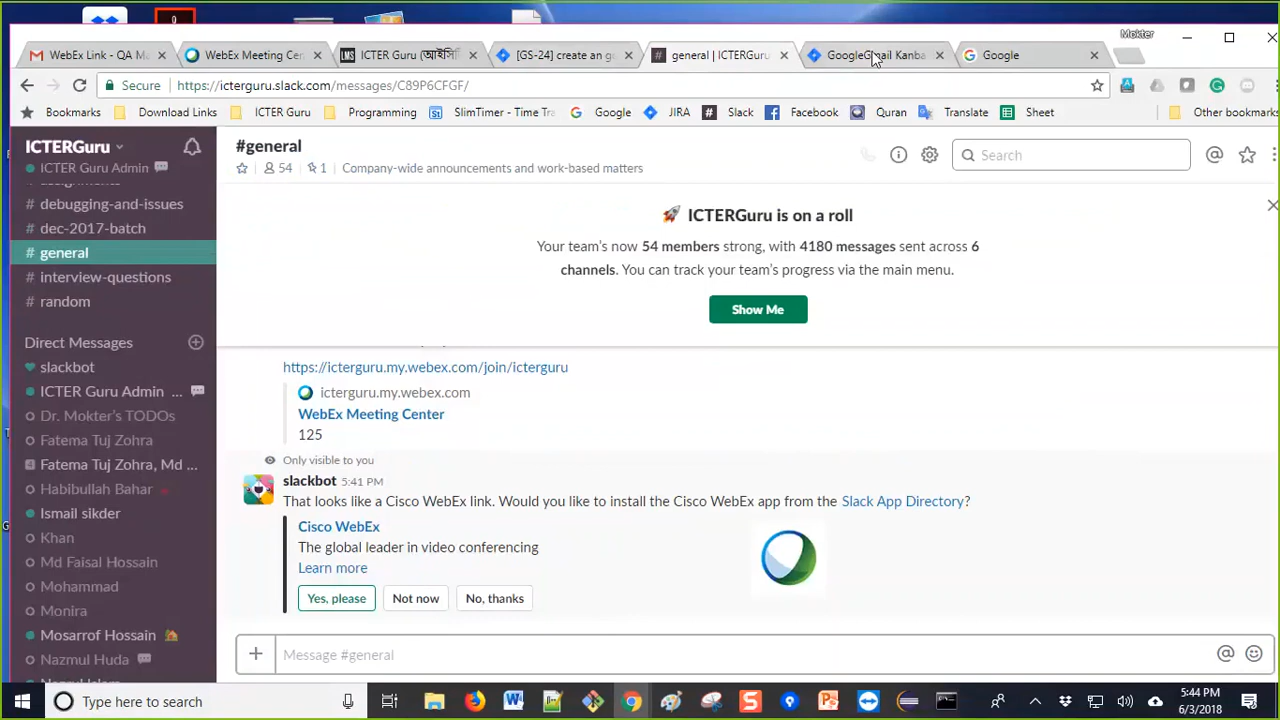 Mokter
WebEx Link - QA M
WebEx Meeting Cen
ICTER Guru (আইসিটি
[GS-24] create an g
general | ICTERGuru
GoogleGmail Kanba
Google
Secure
https://icterguru.slack.com/messages/C89P6CFGF/
Bookmarks
Download Links
ICTER Guru
Programming
SlimTimer - Time Tra
Google
JIRA
Slack
Facebook
Quran
Translate
Sheet
Other bookmarks
ICTERGuru
ICTER Guru Admin
# debugging-and-issues
# dec-2017-batch
# general
# interview-questions
# random
Direct Messages
slackbot
ICTER Guru Admin ...
Dr. Mokter's TODOs
Fatema Tuj Zohra
4 Fatema Tuj Zohra, Md ...
Habibullah Bahar
Ismail sikder
Khan
Md Faisal Hossain
Mohammad
Monira
Mosarrof Hossain
Nazmul Huda
#general
54
1
Company-wide announcements and work-based matters
Search
ICTERGuru is on a roll
Your team's now 54 members strong, with 4180 messages sent across 6
channels. You can track your team's progress via the main menu.
Show Me
https://icterguru.my.webex.com/join/icterguru
icterguru.my.webex.com
WebEx Meeting Center
125
Only visible to you
slackbot 5:41 PM
That looks like a Cisco WebEx link. Would you like to install the Cisco WebEx app from the Slack App Directory?
Cisco WebEx
The global leader in video conferencing
Learn more
Yes, please
Not now
No, thanks
Message #general
Type here to search
5:44 PM
6/3/2018